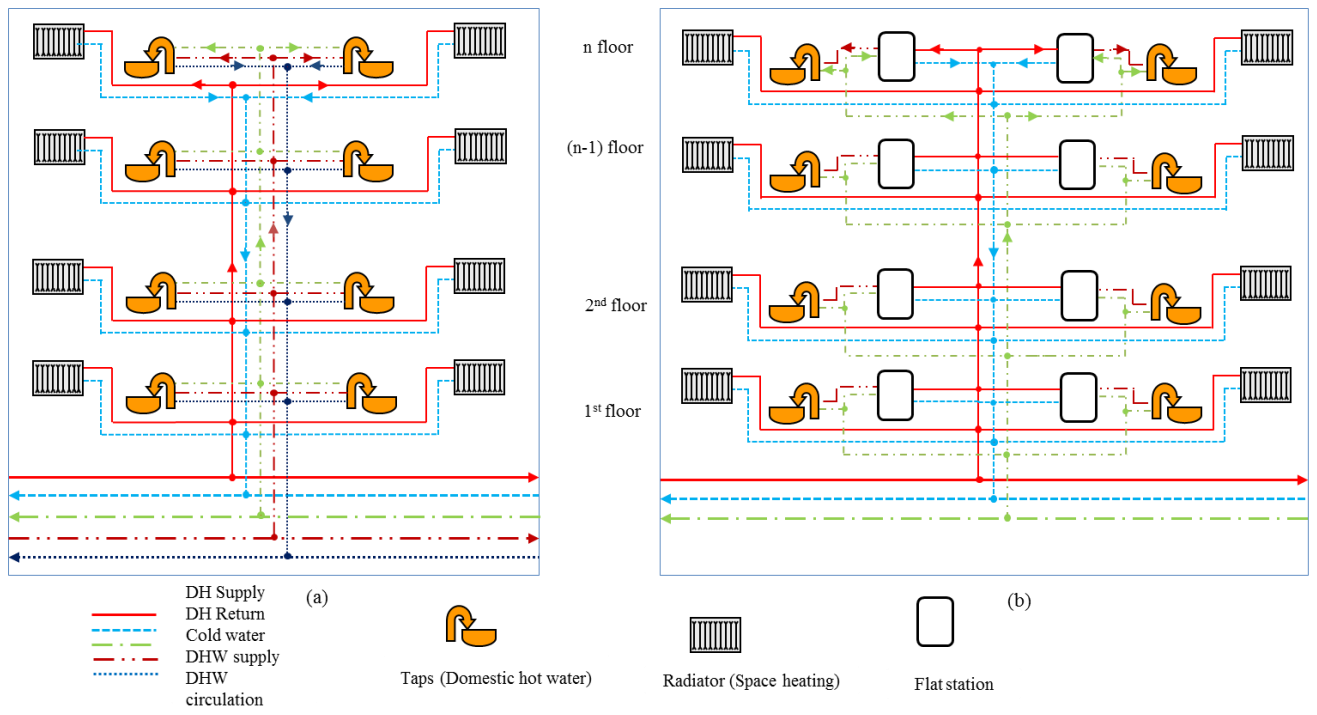 n floor
(n-1) floor
2nd floor
1st floor
(a)
(b)
DH Supply
DH Return
Cold water
DHW supply
DHW
circulation
Taps (Domestic hot water)
Radiator (Space heating)
Flat station